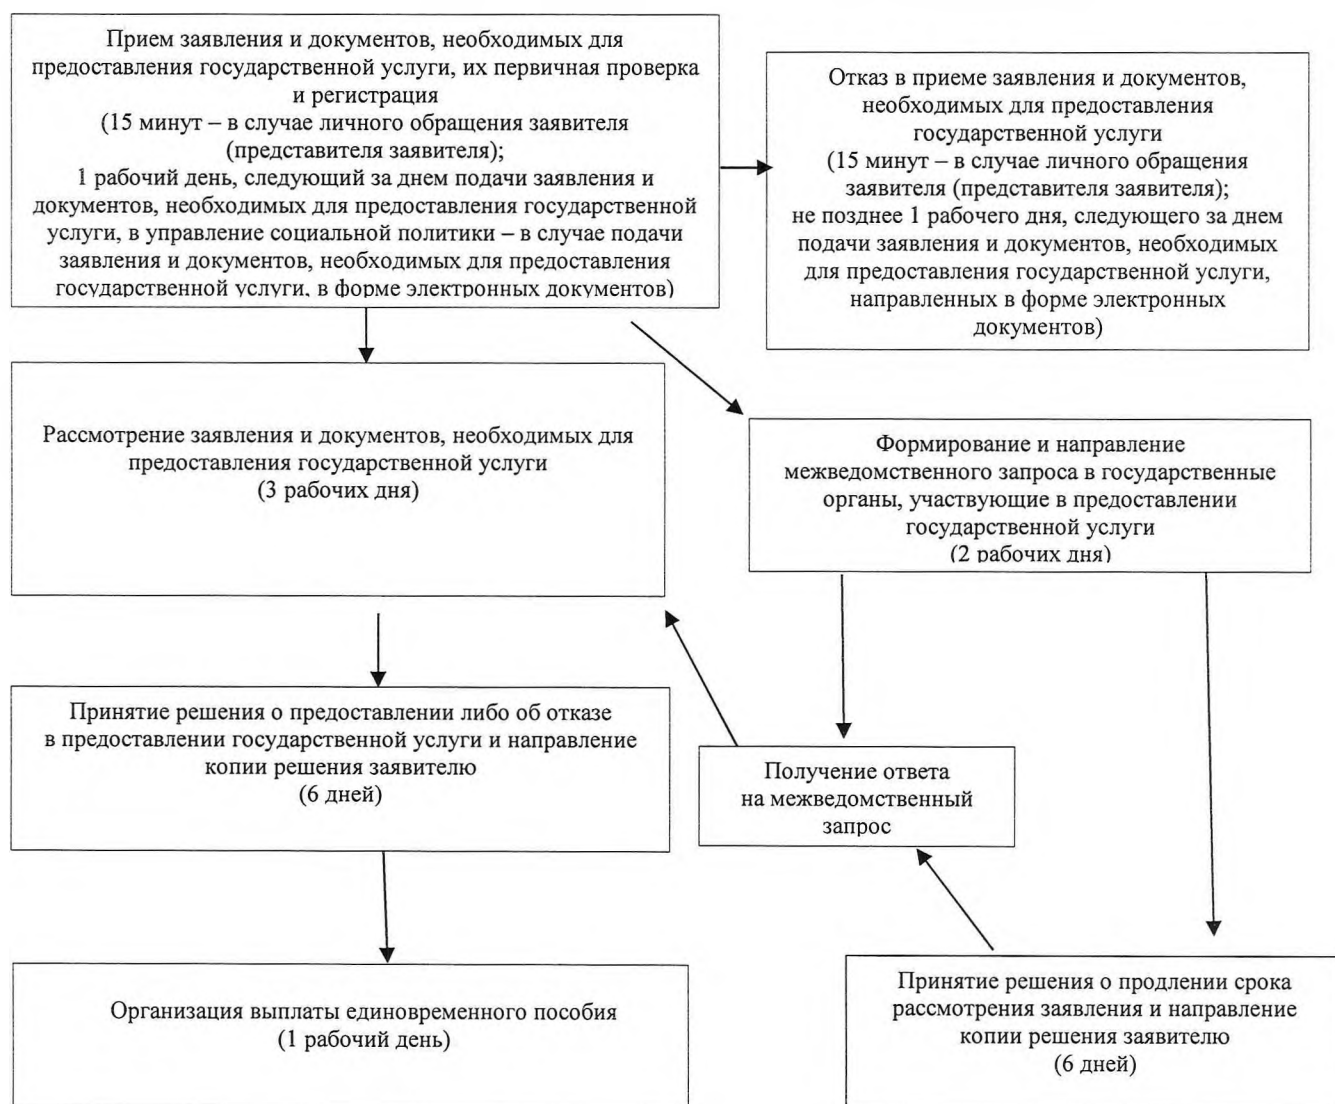 Прием заявления и документов, необходимых для
предоставления государственной услуги, их первичная проверка
и регистрация
(15 минут – в случае личного обращения заявителя
(представителя заявителя);
1 рабочий день, следующий за днем подачи заявления и
документов, необходимых для предоставления государственной
услуги, в управление социальной политики – в случае подачи
заявления и документов, необходимых для предоставления
государственной услуги, в форме электронных документов)
Отказ в приеме заявления и документов,
необходимых для предоставления
государственной услуги
(15 минут – в случае личного обращения
заявителя (представителя заявителя);
не позднее 1 рабочего дня, следующего за днем
подачи заявления и документов, необходимых
для предоставления государственной услуги,
направленных в форме электронных
документов)
Рассмотрение заявления и документов, необходимых для
предоставления государственной услуги
(3 рабочих дня)
Формирование и направление
межведомственного запроса в государственные
органы, участвующие в предоставлении
государственной услуги
(2 рабочих дня)
Принятие решения о предоставлении либо об отказе
в предоставлении государственной услуги и направление
копии решения заявителю
(6 дней)
Получение ответа
на межведомственный
запрос
Организация выплаты единовременного пособия
(1 рабочий день)
Принятие решения о продлении срока
рассмотрения заявления и направление
копии решения заявителю
(6 дней)